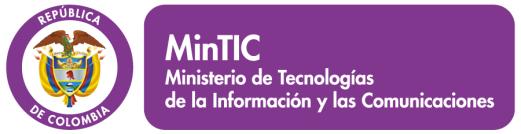 REPÚBLICA
DE COLOMBIA
MinTIC
Ministerio de Tecnologías
de la Información y las Comunicaciones